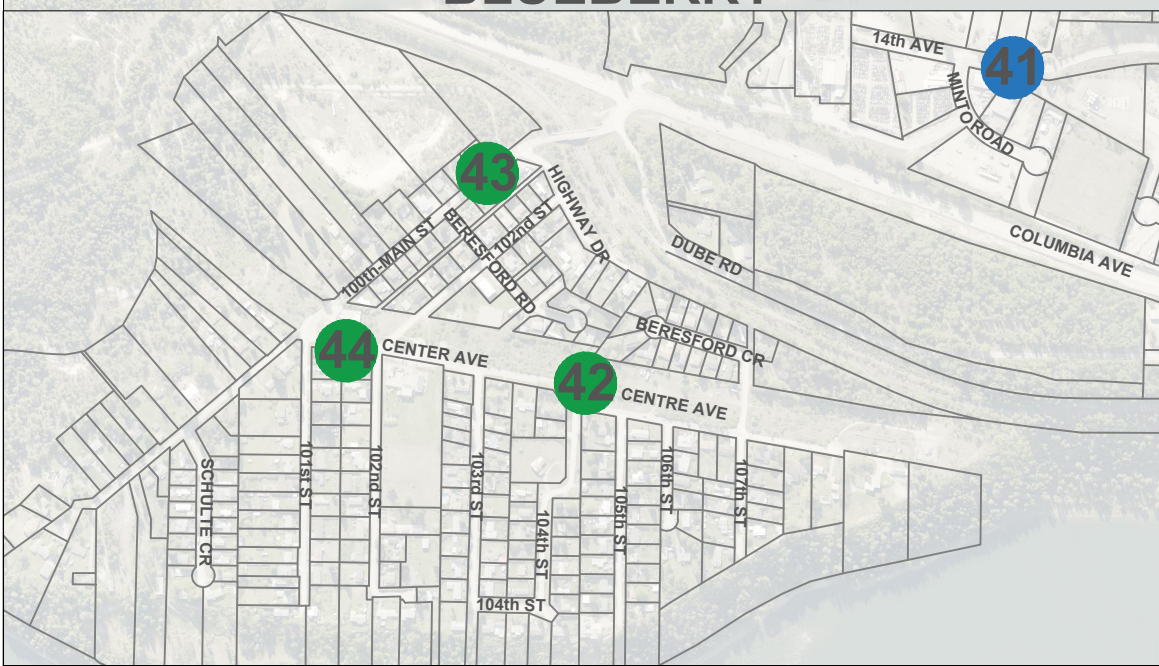 BLUEBERRY
14th AVE
41
MINTO ROAD
43
HIGHWAY DR
BERESFORD RD
102nd ST
100th-MAIN ST
DUBE RD
COLUMBIA AVE
BERESFORD CR
44
CENTER AVE
42
CENTRE AVE
SCHULTE CR
101st ST
102nd ST
103rd ST
104th ST
105th ST
106th ST
107th ST
104th ST